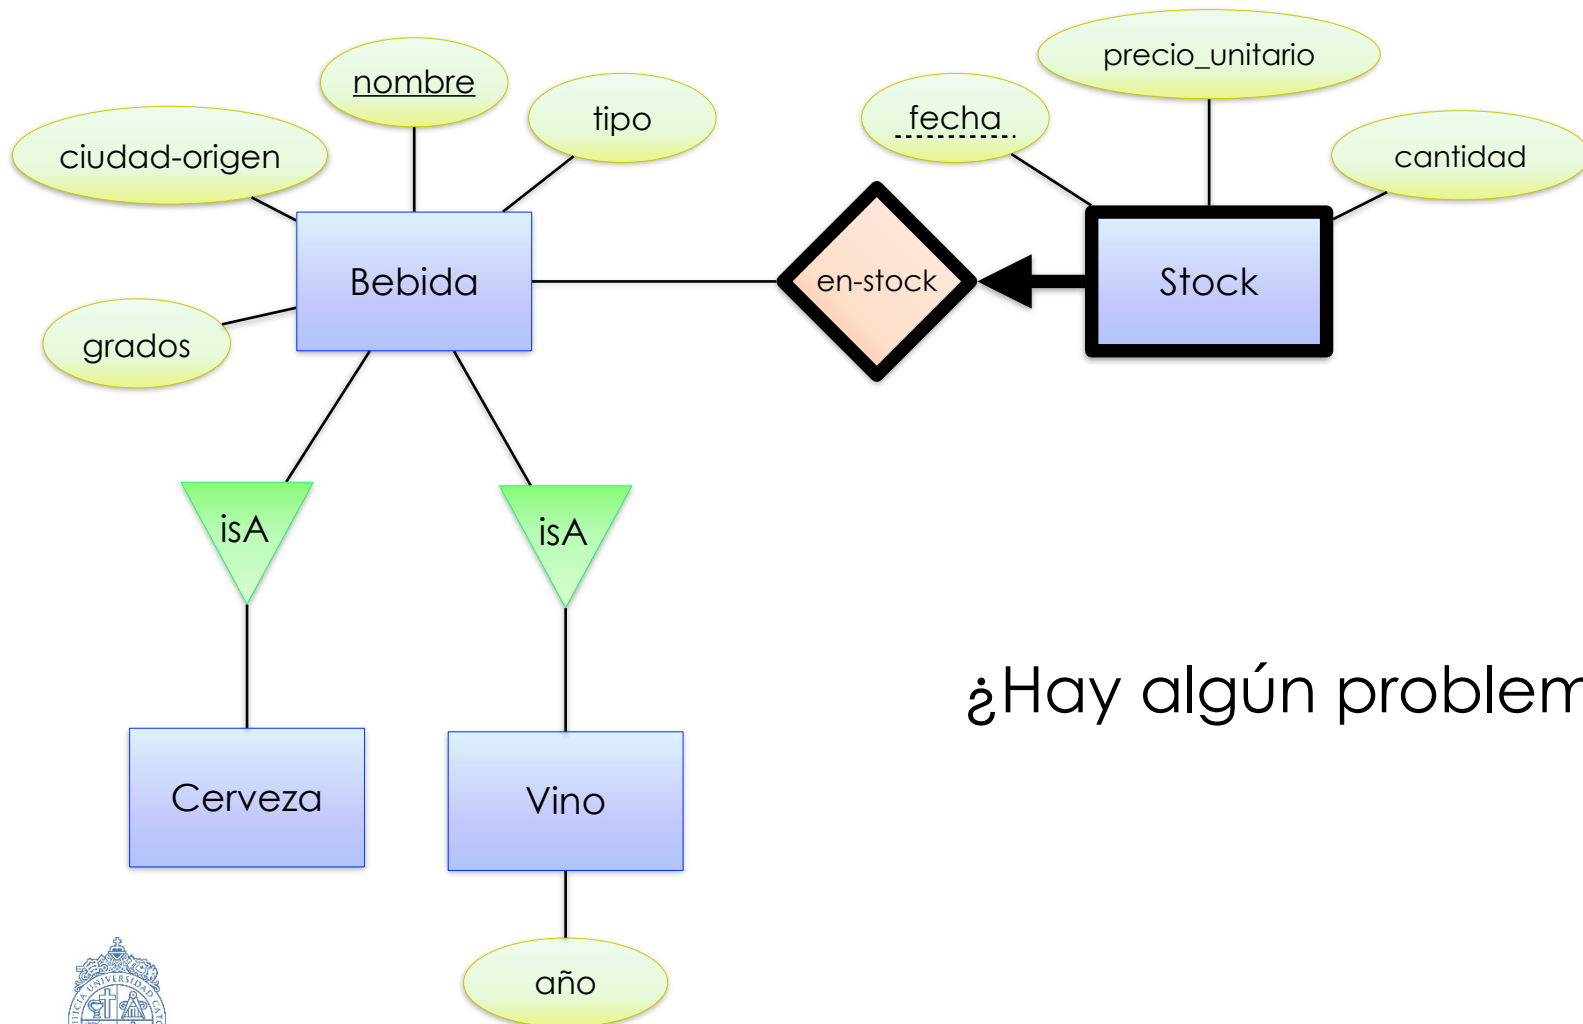 nombre
precio_unitario
fecha
tipo
ciudad-origen
cantidad
Bebida
en-stock
Stock
grados
isA
isA
¿Hay algún
Cerveza
Vino
año